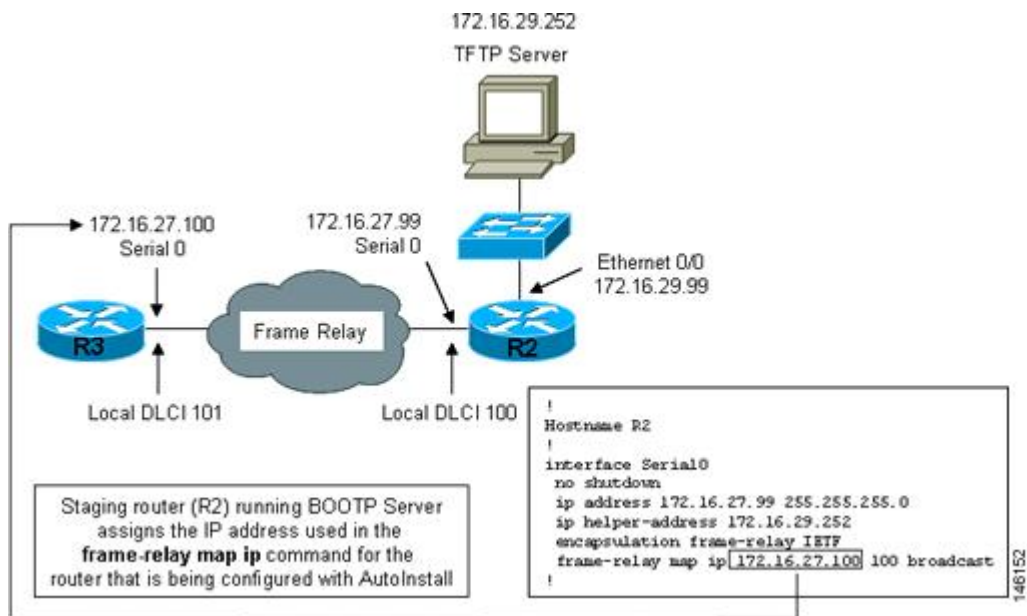 172.16.29.252
TFTP Server
172.16.27.100
Serial 0
172.16.27.99
Serial 0
Ethernet 0/0
172.16.29.99
R3
Frame Relay
R2
Local DLCI 101
Local DLCI 100
Staging router (R2) running BOOTP Server
assigns the IP address used in the
frame-relay map ip command for the
router that is being configured with AutoInstall
!
Hostname R2
!
interface Serial0
no shutdown
ip address 172.16.27.99 255.255.255.0
ip helper-address 172.16.29.252
encapsulation frame-relay IETF
frame-relay map ip 172.16.27.100 100 broadcast
!
146152